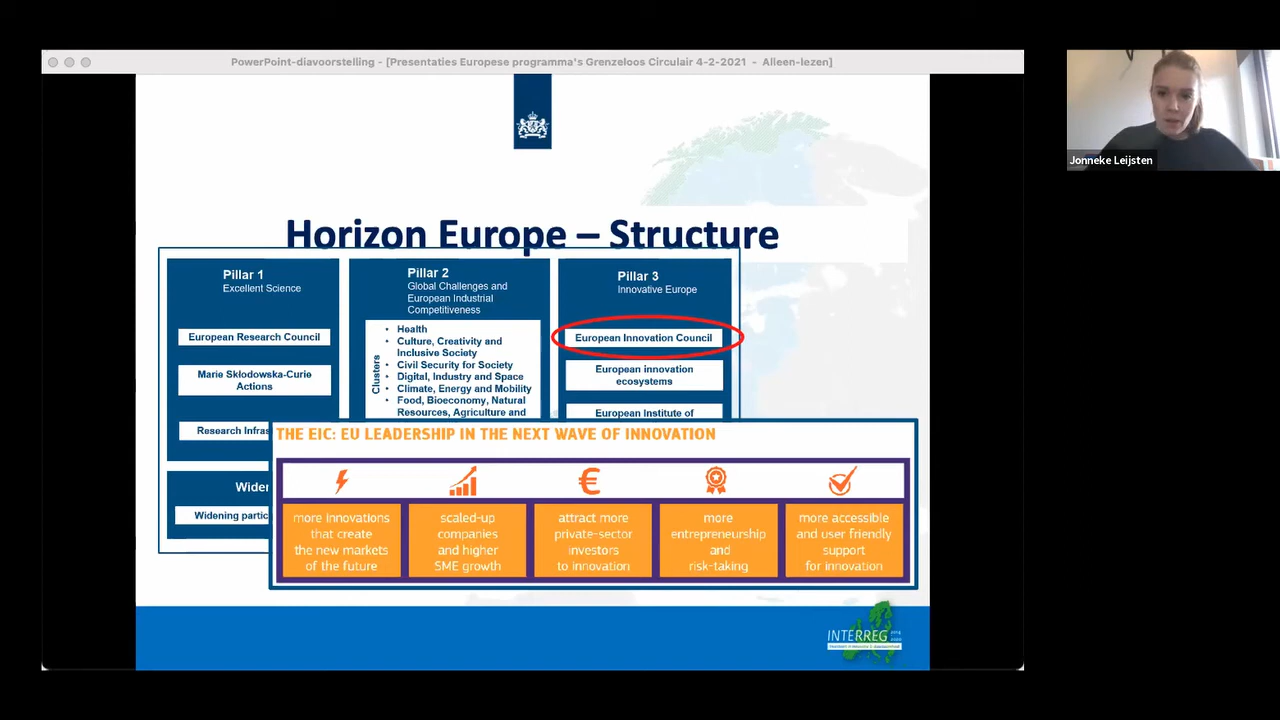 PowerPoint-diavoorstelling - [Presentaties Europese programma's Grenzeloos Circulair 4-2-2021 - Alleen-lezen]
Jonneke Leijsten
Horizon Europe – Structure
Pillar 1
Excellent Science
European Research Council
Marie Skłodowska-Curie
Actions
Research Infras
Widen
Widening partic
Pillar 2
Global Challenges and
European Industrial
Competitiveness
Clusters
• Health
• Culture, Creativity and
Inclusive Society
• Civil Security for Society
• Digital, Industry and Space
• Climate, Energy and Mobility
• Food, Bioeconomy, Natural
Resources, Agriculture and
Pillar 3
Innovative Europe
European Innovation Council
European innovation
ecosystems
European Institute of
THE EIC: EU LEADERSHIP IN THE NEXT WAVE OF INNOVATION
more innovations
that create
the new markets
of the future
scaled-up
companies
and higher
SME growth
attract more
private-sector
investors
to innovation
more
entrepreneurship
and
risk-taking
more accessible
and user friendly
support
for innovation
INTERREG